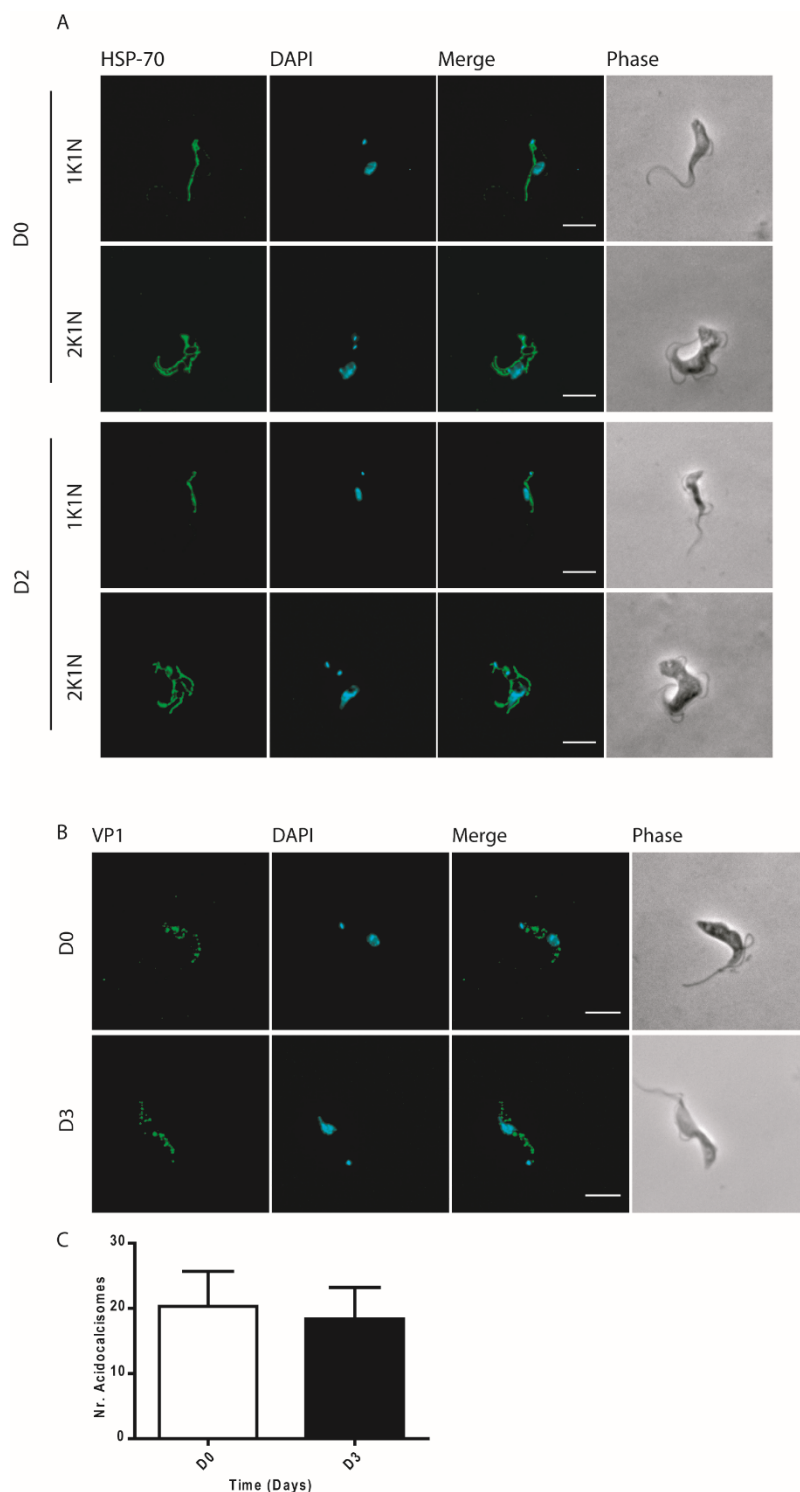 A
HSP-70 DAPI Merge Phase
D0
1K1N
2K1N
D2
1K1N
2K1N
B
VP1 DAPI Merge Phase
D0
D3
C
Nr. Acidocalcisomes
30
20
10
0
D0 D3
Time (Days)